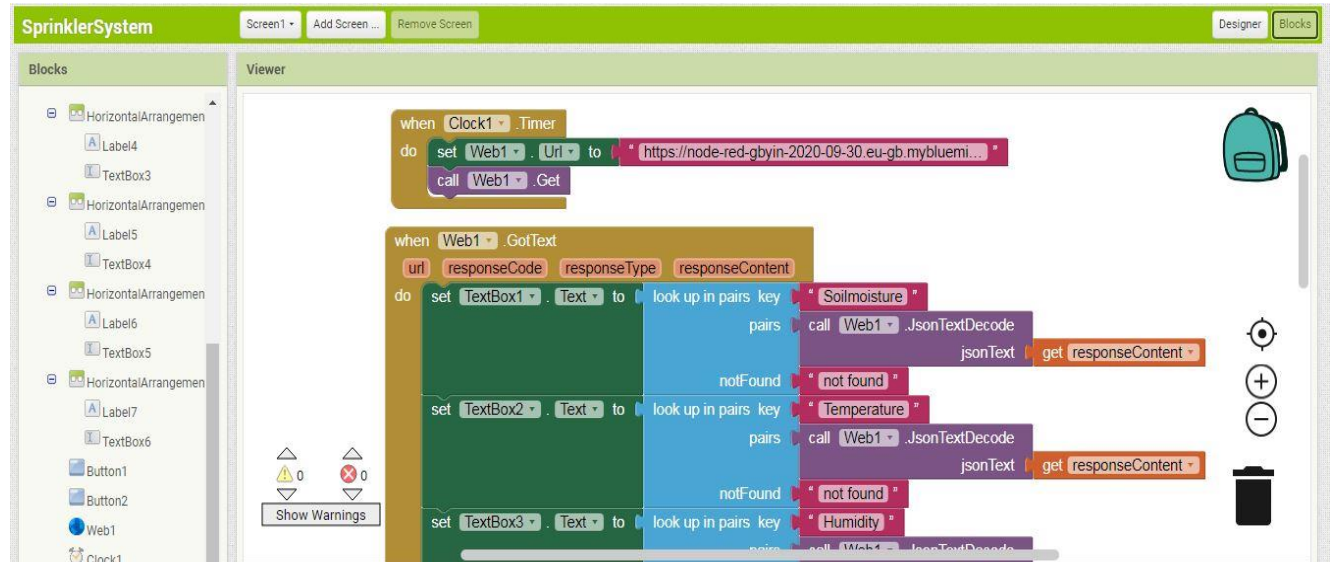 SprinklerSystem
Screen1
Add Screen ...
Remove Screen
Designer
Blocks
Blocks
Viewer
HorizontalArrangemen
Label4
TextBox3
HorizontalArrangemen
Label5
TextBox4
HorizontalArrangemen
Label6
TextBox5
HorizontalArrangemen
Label7
TextBox6
Button1
Button2
Web1
Clock1
when Clock1 .Timer
do set Web1 . Url to " https://node-red-gbyin-2020-09-30.eu-gb.mybluemi... "
call Web1 .Get
when Web1 .GotText
url responseCode responseType responseContent
do set TextBox1 . Text to look up in pairs key " Soilmoisture "
pairs call Web1 .JsonTextDecode
jsonText get responseContent
notFound " not found "
set TextBox2 . Text to look up in pairs key " Temperature "
pairs call Web1 .JsonTextDecode
jsonText get responseContent
notFound " not found "
set TextBox3 . Text to look up in pairs key " Humidity "
pairs call Web1 .JsonTextDecode
0 0
Show Warnings